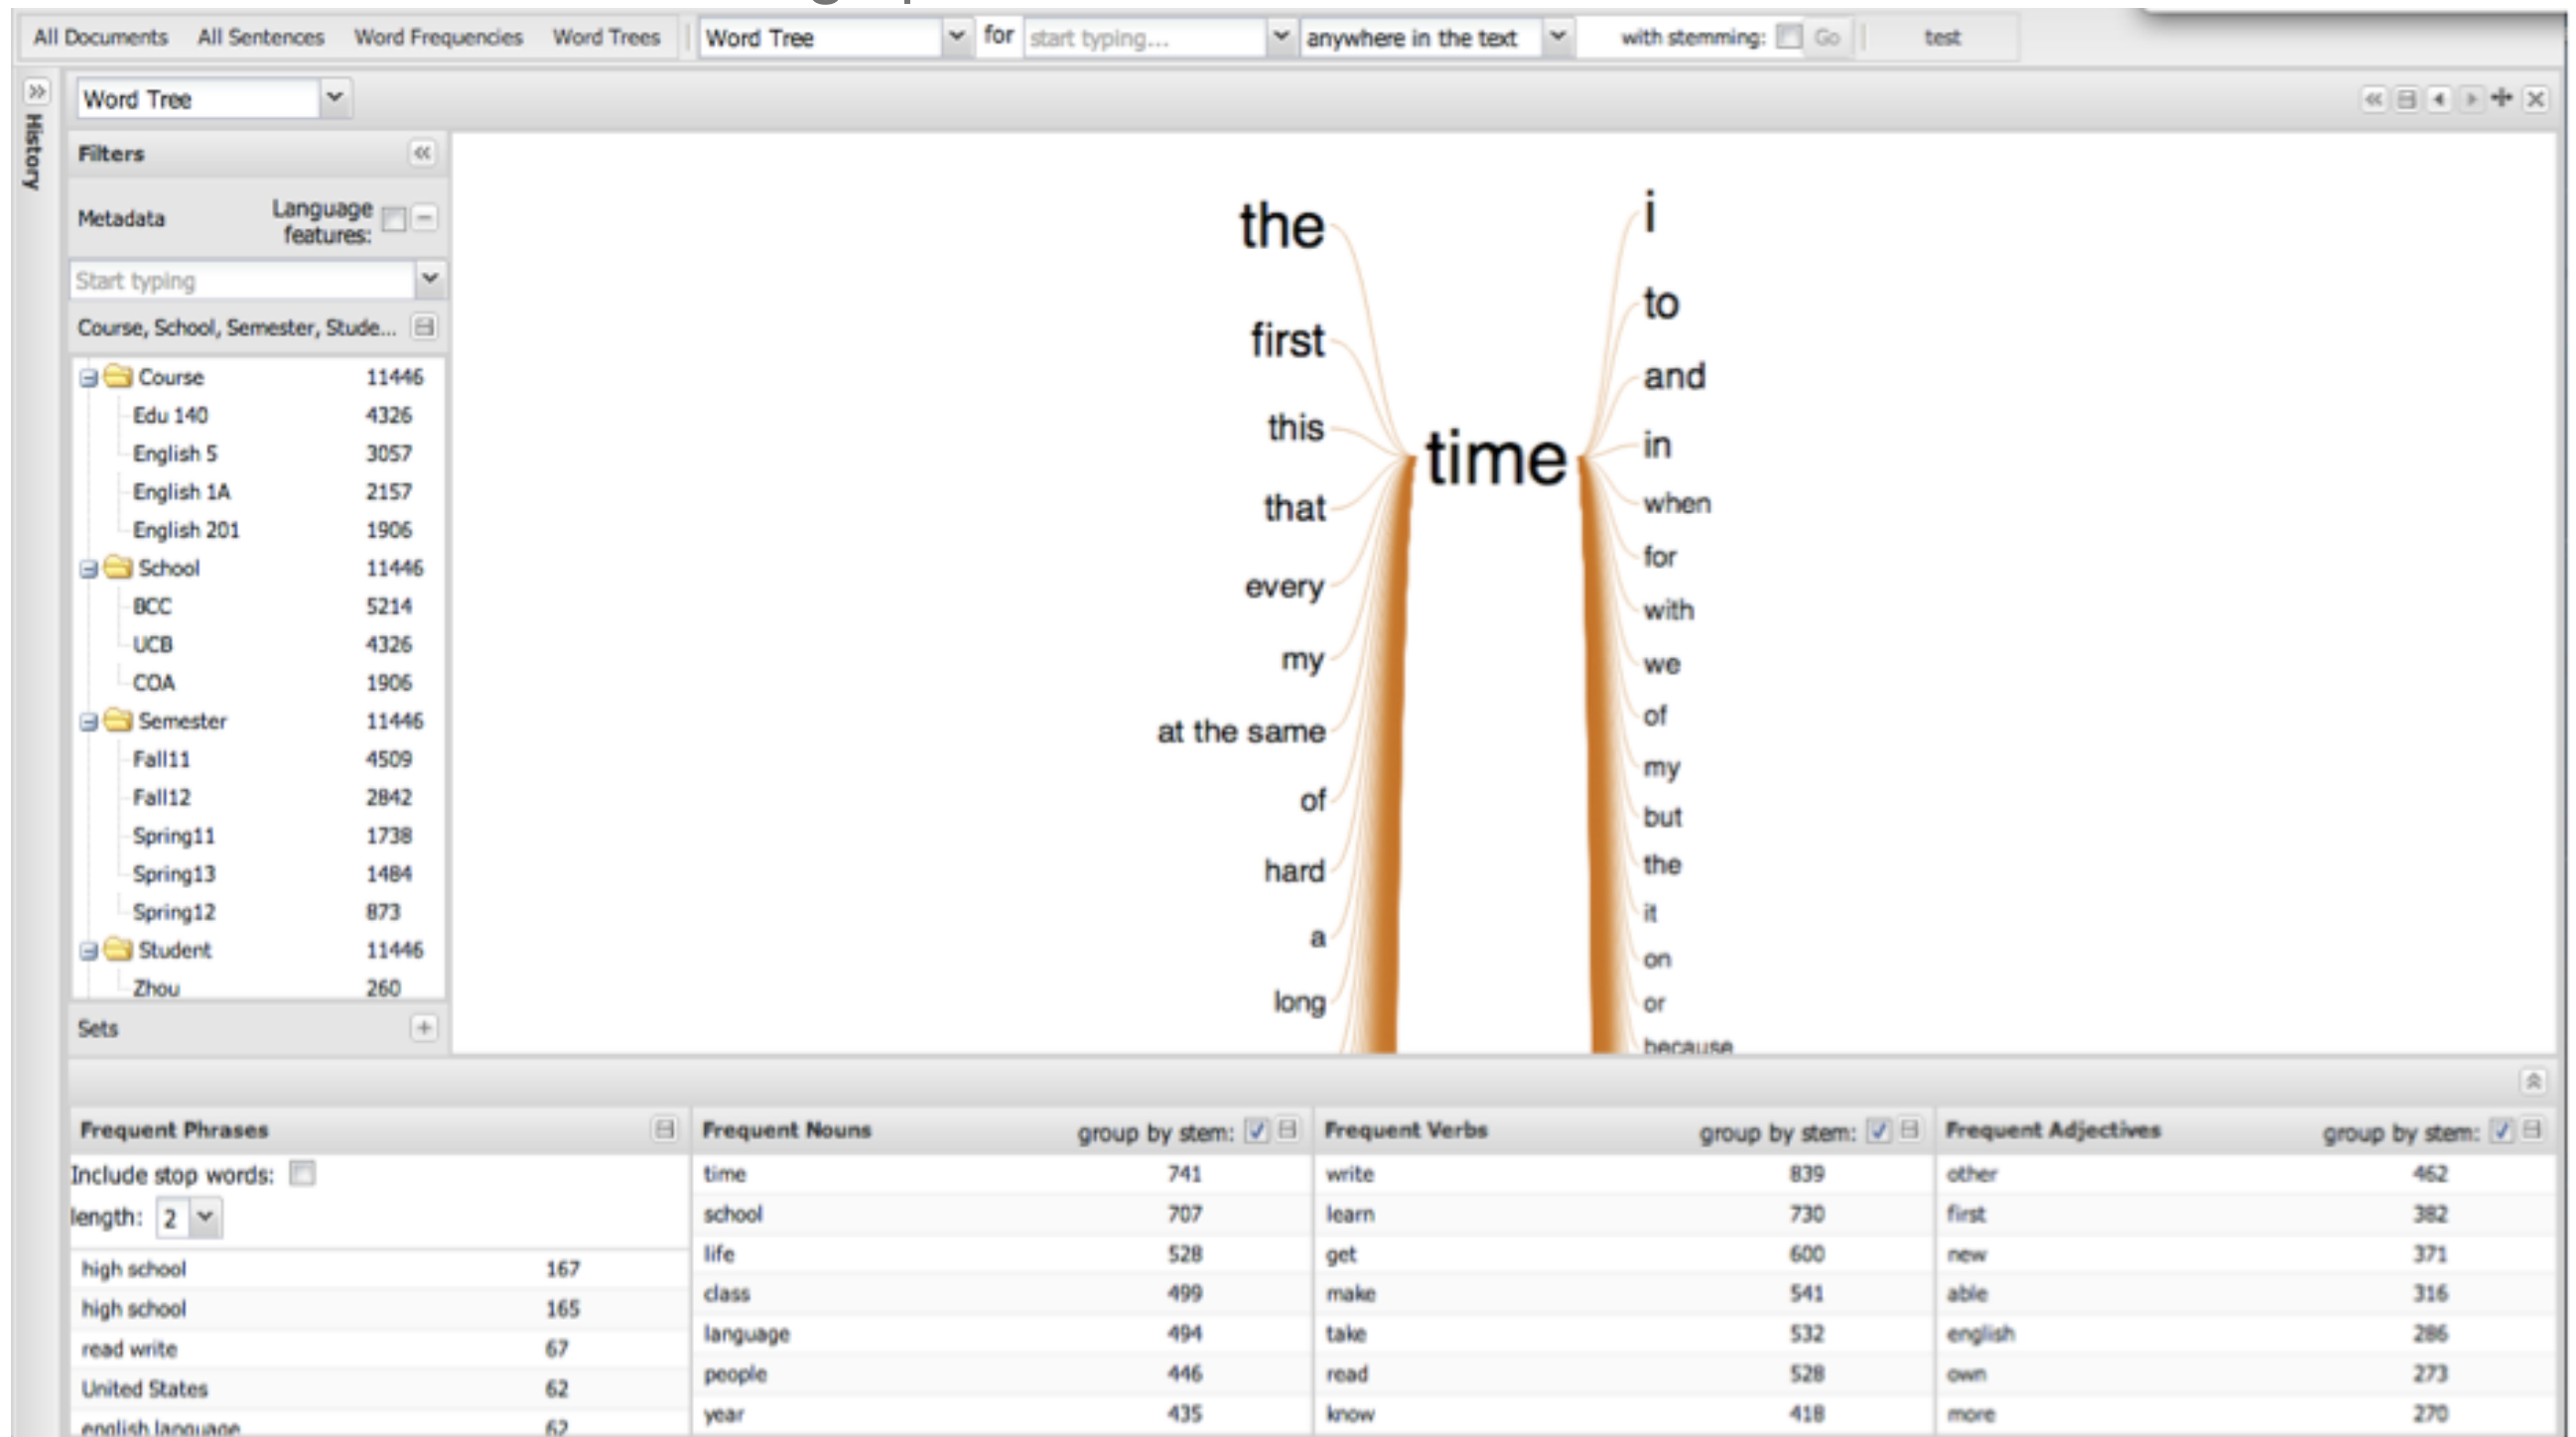 All Documents All Sentences Word Frequencies Word Trees Word Tree for start typing... anywhere in the text with stemming: Go test
History
Word Tree
Filters
Metadata Language features:
Start typing
Course, School, Semester, Stude...
Course 11446
Edu 140 4326
English 5 3057
English 1A 2157
English 201 1906
School 11446
BCC 5214
UCB 4326
COA 1906
Semester 11446
Fall11 4509
Fall12 2842
Spring11 1738
Spring13 1484
Spring12 873
Student 11446
Zhou 260
Sets
the
first
this
that
every
my
at the same
of
hard
a
long
time
i
to
and
in
when
for
with
we
of
my
but
the
it
on
or
because
Frequent Phrases
Include stop words:
length: 2
high school 167
high school 165
read write 67
United States 62
english language 62
Frequent Nouns group by stem:
time 741
school 707
life 528
class 499
language 494
people 446
year 435
Frequent Verbs group by stem:
write 839
learn 730
get 600
make 541
take 532
read 528
know 418
Frequent Adjectives group by stem:
other 462
first 382
new 371
able 316
english 286
own 273
more 270